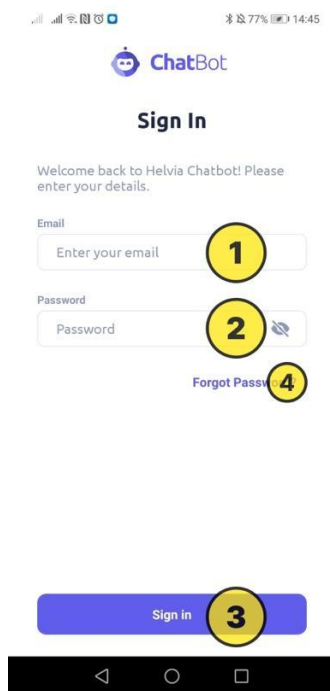 77% 14:45
ChatBot
Sign In
Welcome back to Helvia Chatbot! Please
enter your details.
Email
Enter your email 1
Password
Password 2
Forgot Passw 4
Sign in 3